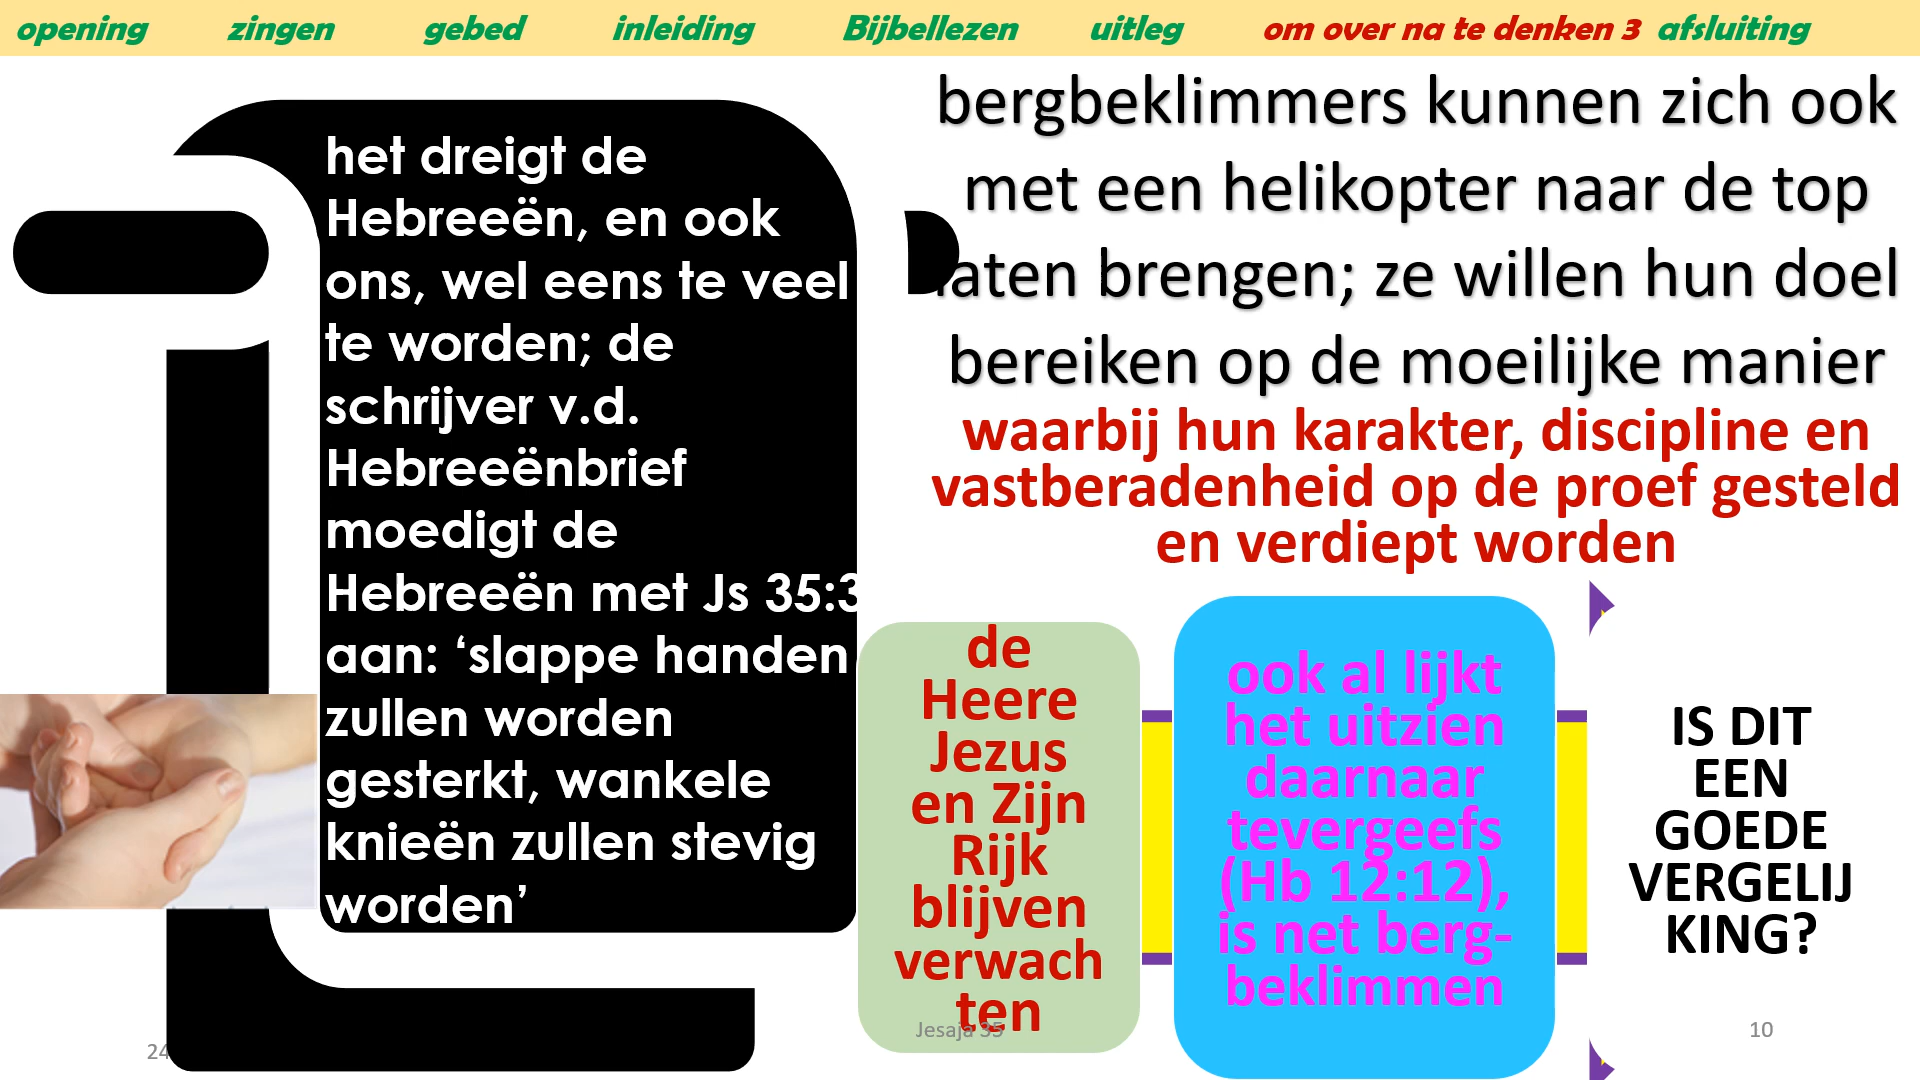 opening zingen gebed inleiding Bijbellezen uitleg om over na te denken 3 afsluiting
het dreigt de
Hebreeën, en ook
ons, wel eens te veel
te worden; de
schrijver v.d.
Hebreeënbrief
moedigt de
Hebreeën met Js 35:3
aan: ‘slappe handen
zullen worden
gesterkt, wankele
knieën zullen stevig
worden’
bergbeklimmers kunnen zich ook
met een helikopter naar de top
laten brengen; ze willen hun doel
bereiken op de moeilijke manier
waarbij hun karakter, discipline en
vastberadenheid op de proef gesteld
en verdiept worden
de
Heere
Jezus
en Zijn
Rijk
blijven
verwach
ten
ook al lijkt
het uitzien
daarnaar
tevergeefs
(Hb 12:12),
is net berg-
beklimmen
IS DIT
EEN
GOEDE
VERGELIJ
KING?
24
Jesaja 35
10